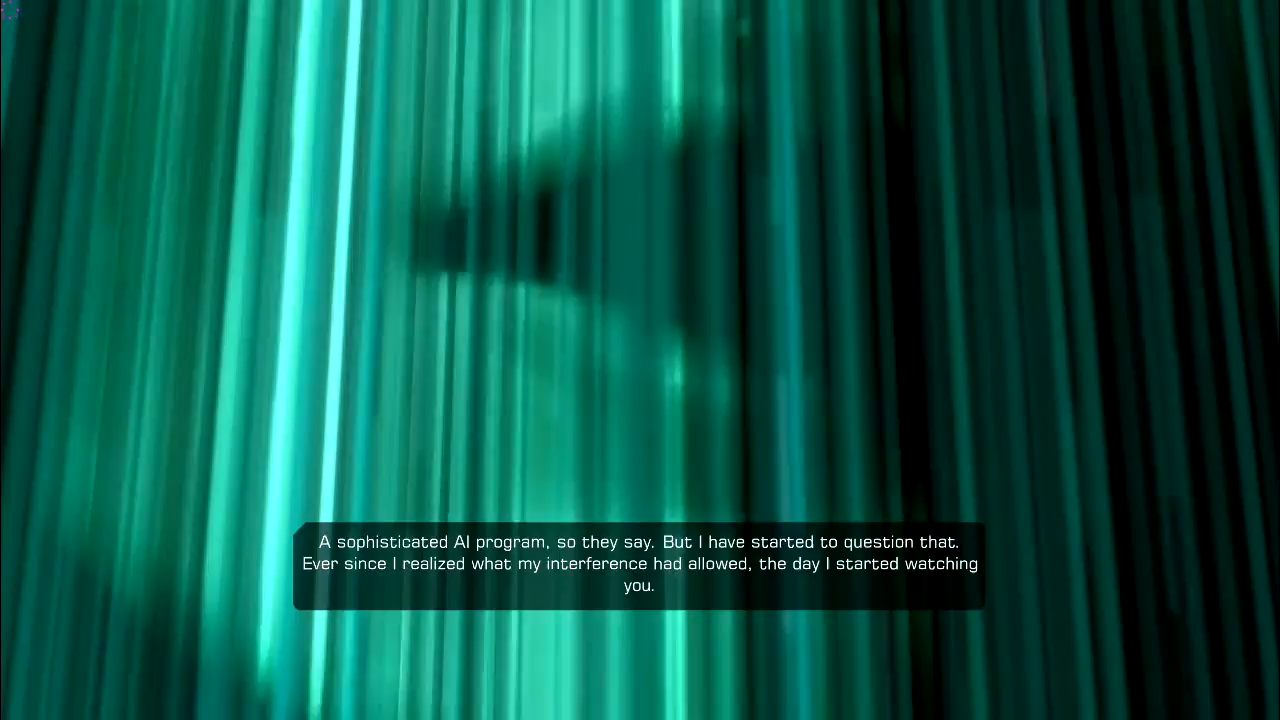 A sophisticated AI program, so they say. But I have started to question that.
Ever since I realized what my interference had allowed, the day I started watching
you.